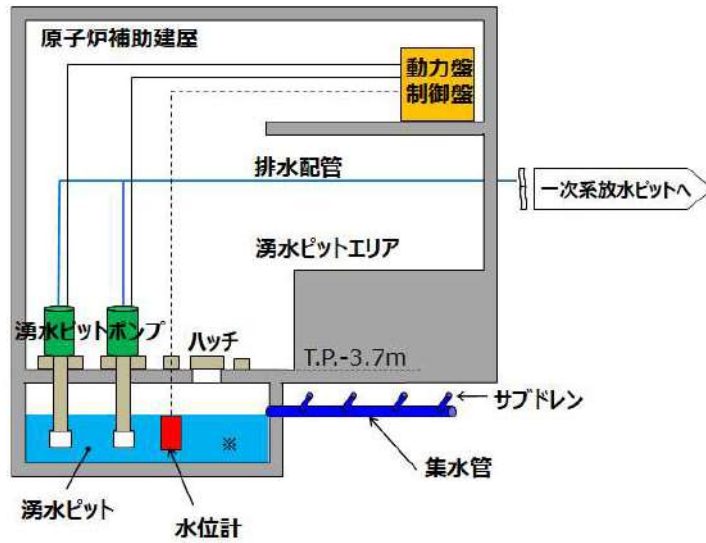 原子炉補助建屋
動力盤
制御盤
排水配管
一次系放水ピットへ
湧水ピットエリア
湧水ピットポンプ
ハッチ
T.P.-3.7m
サブドレン
集水管
※
湧水ピット
水位計